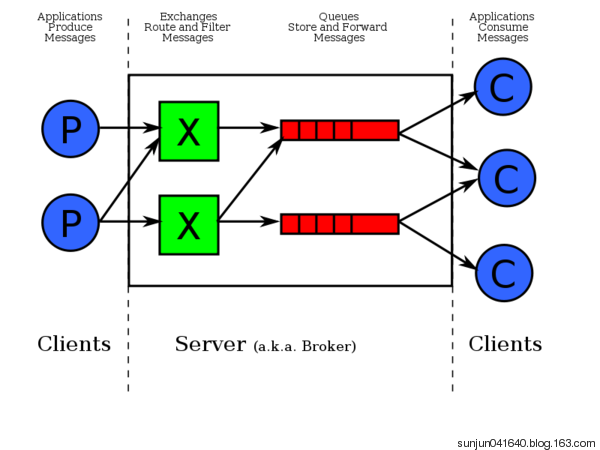 Applications
Produce
Messages
Exchanges
Route and Filter
Messages
Queues
Store and Forward
Messages
Applications
Consume
Messages
P
X
C
C
P
X
C
Clients
Server (a.k.a. Broker)
Clients
sunjun041640.blog.163.com